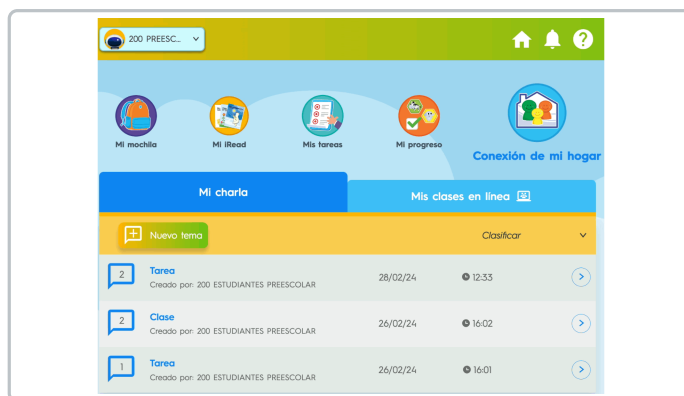 200 PREESC...
Mi mochila
Mi iRead
Mis tareas
Mi progreso
Conexión de mi hogar
Mi charla
Mis clases en línea
Nuevo tema
Clasificar
2
Tarea
28/02/24
12:33
Creado por: 200 ESTUDIANTES PREESCOLAR
2
Clase
26/02/24
16:02
Creado por: 200 ESTUDIANTES PREESCOLAR
1
Tarea
26/02/24
16:01
Creado por: 200 ESTUDIANTES PREESCOLAR